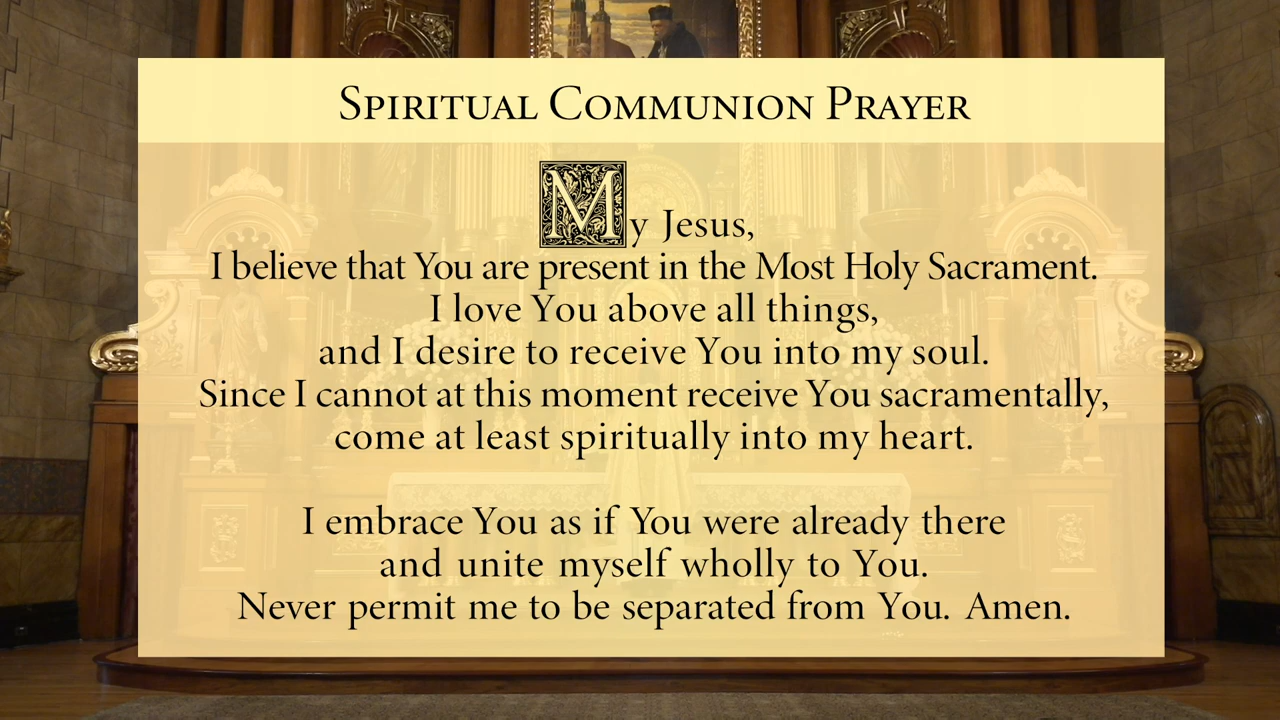 Spiritual Communion Prayer
My Jesus,
I believe that You are present in the Most Holy Sacrament.
I love You above all things,
and I desire to receive You into my soul.
Since I cannot at this moment receive You sacramentally,
come at least spiritually into my heart.
I embrace You as if You were already there
and unite myself wholly to You.
Never permit me to be separated from You. Amen.